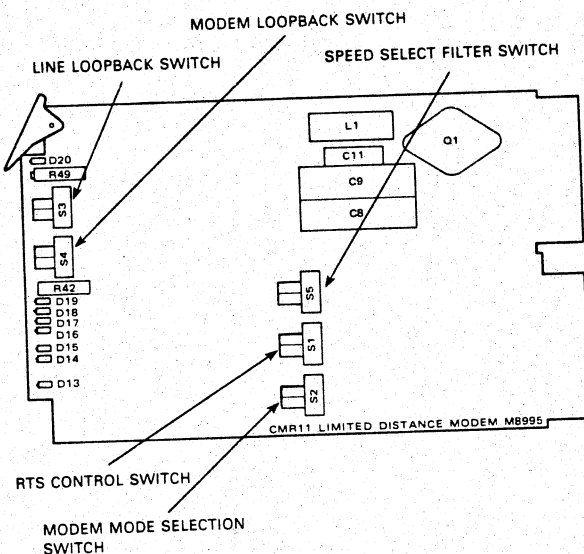 MODEM LOOPBACK SWITCH
LINE LOOPBACK SWITCH
SPEED SELECT FILTER SWITCH
L1
Q1
D20
C11
R49
C9
S3
C8
S4
R42
S5
D19
D18
D17
D16
S1
D15
D14
D13
S2
CMR11 LIMITED DISTANCE MODEM M8995
RTS CONTROL SWITCH
MODEM MODE SELECTION
SWITCH